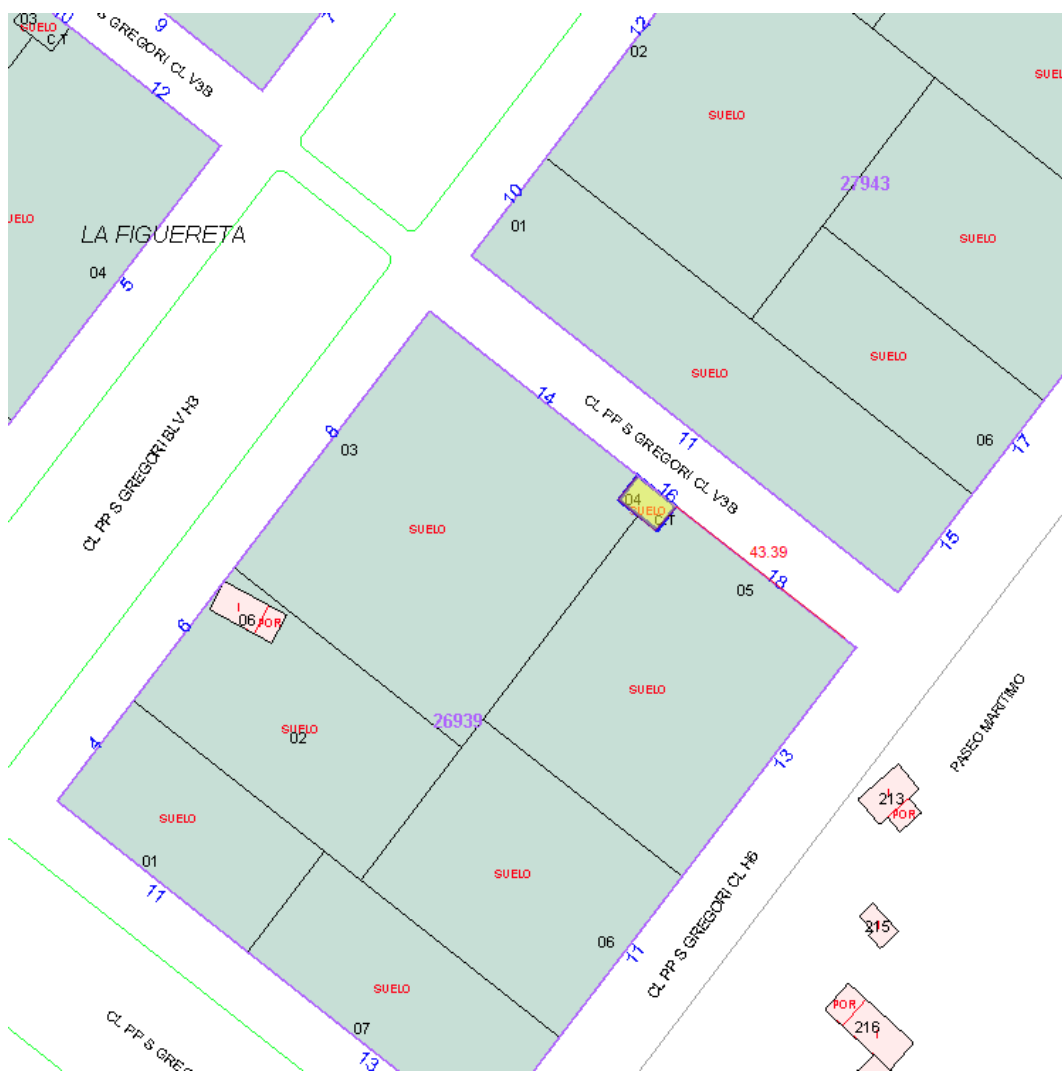 03
SUELO
C.T
10
9
7
S GREGORI CL V3B
12
12
02
SUELO
SUEL
27943
10
01
UELO
LA FIGUERETA
04
5
SUELO
SUELO
SUELO
14
CL PP S GREGORI CL V3B
11
06
17
15
CL PP S GREGORI BLV H3
8
03
SUELO
16
04
SUELO
C.T
43.39
18
05
I
06
POR
6
SUELO
26939
SUELO
02
4
13
PASEO MARITIMO
I
213
POR
SUELO
01
11
SUELO
06
11
CL PP S GREGORI CL H6
I
215
SUELO
07
13
POR
216
I
CL PP S GREG